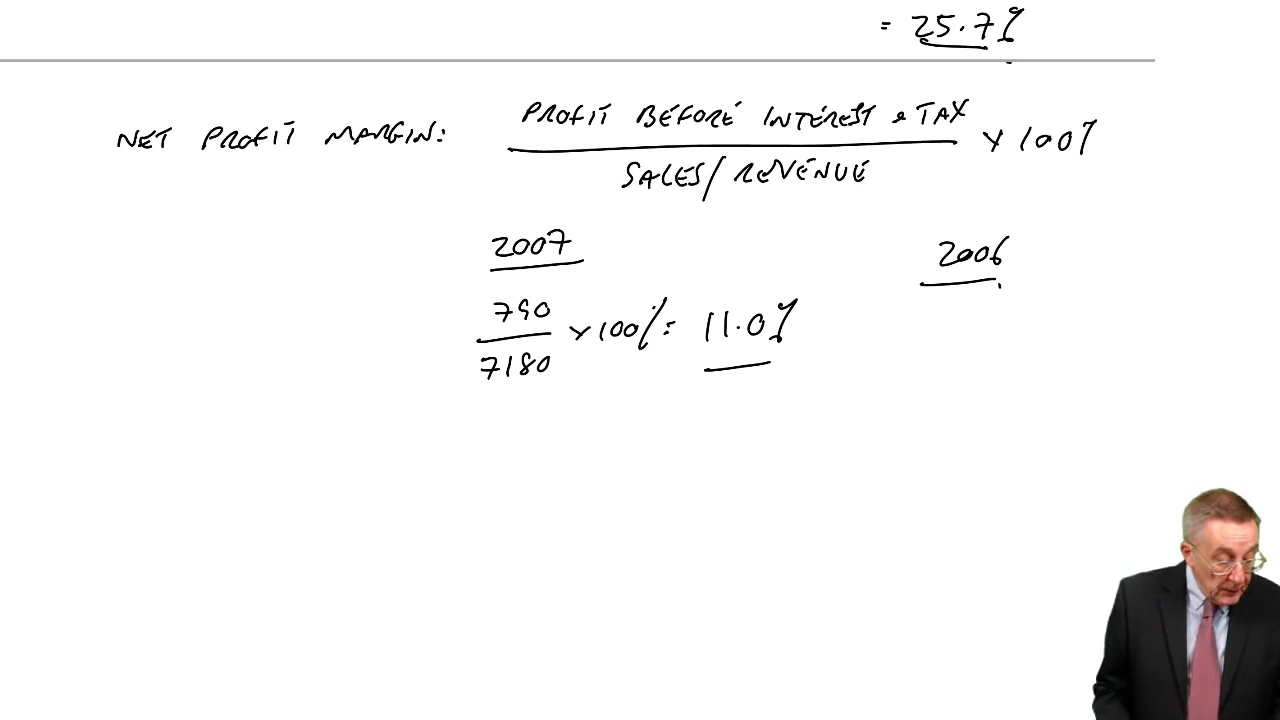 = 25.7%
NET PROFIT MARGIN: PROFIT BEFORE INTEREST & TAX × 100%
SALES/REVENUE
2007 2006
790
× 100% = 11.0%
7180